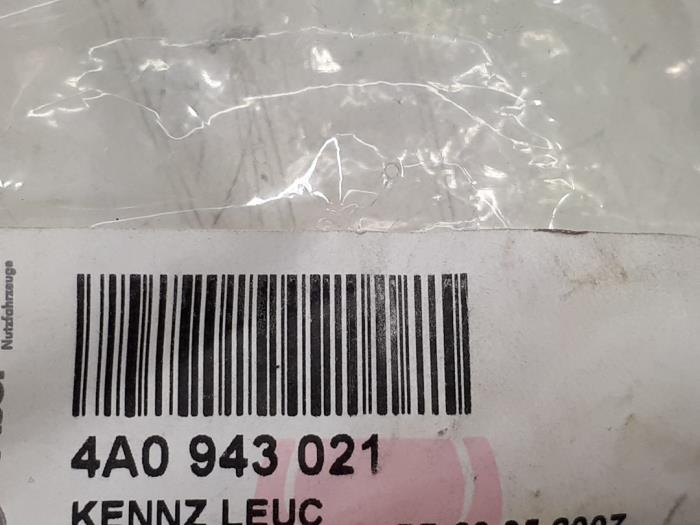 Nutzfahrzeuge
4A0 943 021
KENNZ LEUC